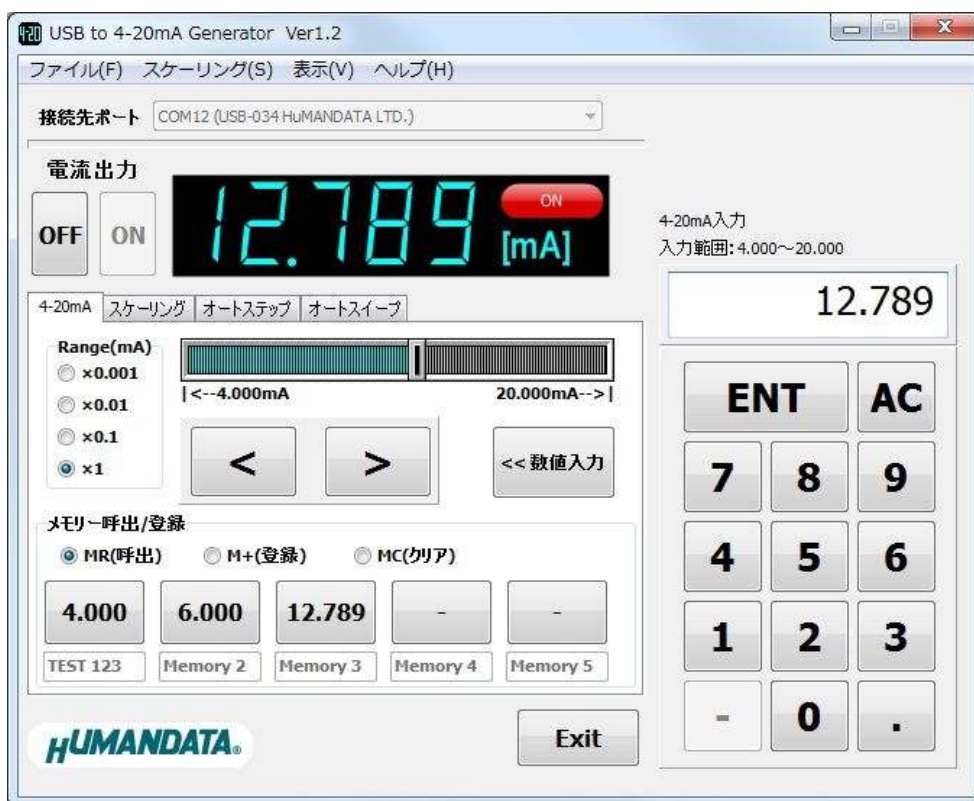 USB to 4-20mA Generator Ver1.2
ファイル(F) スケーリング(S) 表示(V) ヘルプ(H)
接続先ポート COM12 (USB-034 HuMANDATA LTD.)
電流出力
OFF ON
12.789
ON
[mA]
4-20mA入力
入力範囲:4.000～20.000
12.789
4-20mA スケーリング オートステップ オートスイープ
Range(mA)
×0.001
×0.01
×0.1
×1
|<--4.000mA 20.000mA-->|
< > << 数値入力
メモリー呼出/登録
MR(呼出) M+(登録) MC(クリア)
4.000 6.000 12.789 - -
TEST 123 Memory 2 Memory 3 Memory 4 Memory 5
HUMANDATA®
Exit
ENT AC
7 8 9
4 5 6
1 2 3
- 0 .